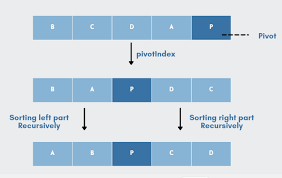 B C D A P
Pivot
pivotIndex
B A P D C
Sorting left part
Recursively
Sorting right part
Recursively
A B P C D